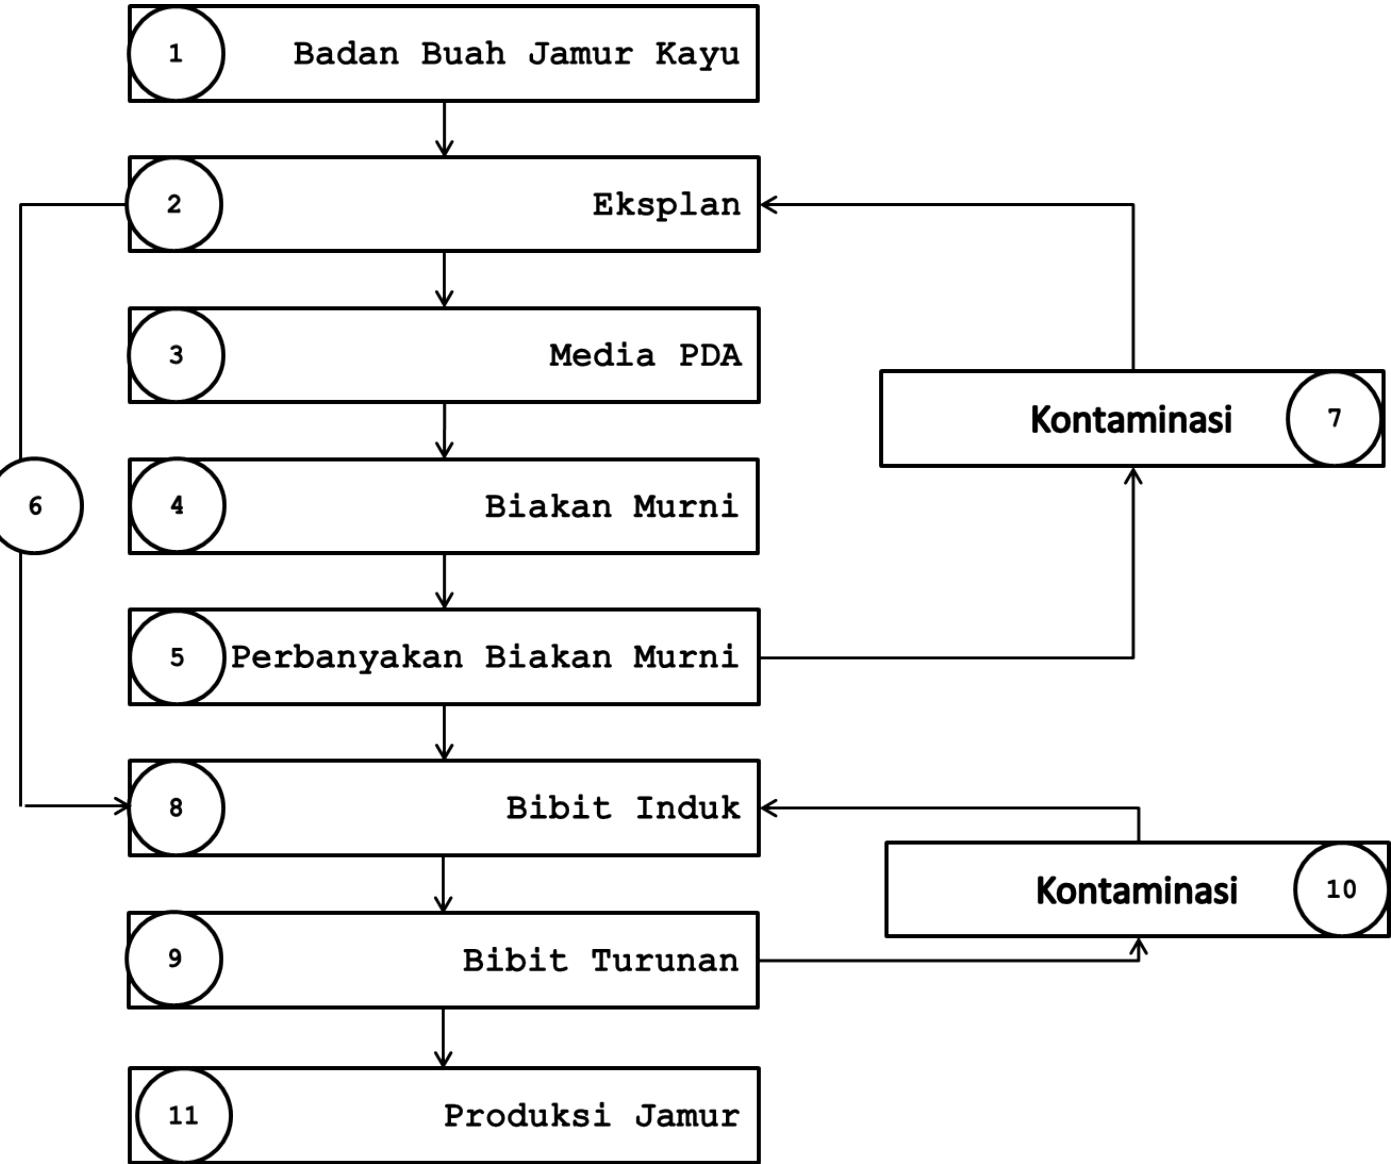 1 Badan Buah Jamur Kayu
2 Eksplan
3 Media PDA
Kontaminasi 7
6
4 Biakan Murni
5 Perbanyakan Biakan Murni
8 Bibit Induk
Kontaminasi 10
9 Bibit Turunan
11 Produksi Jamur